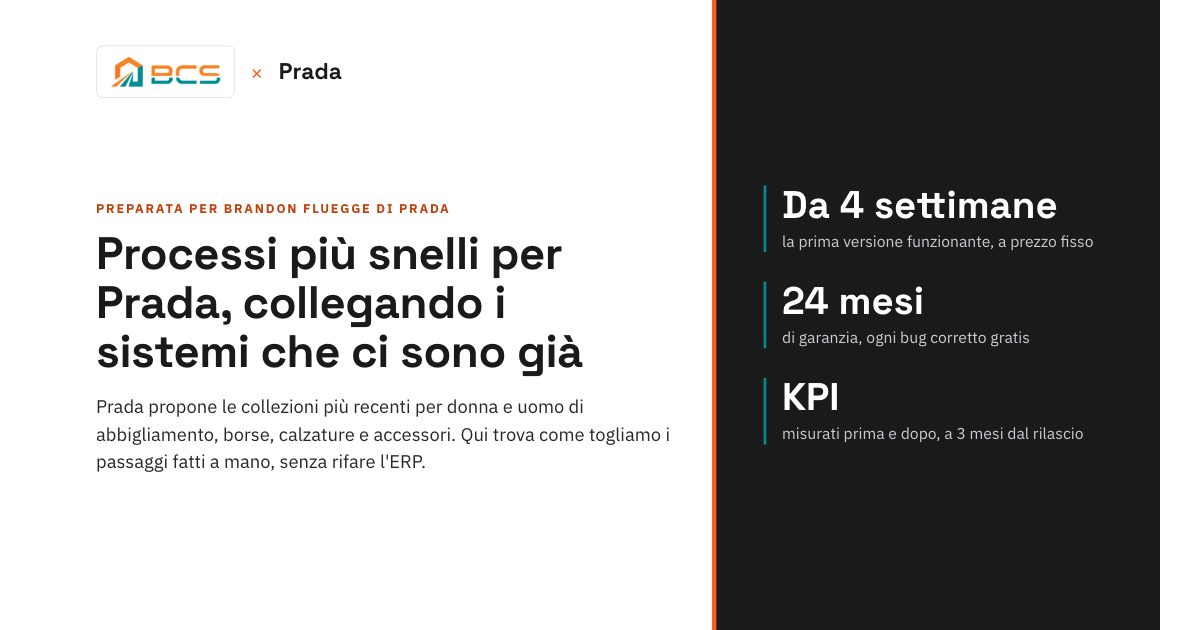 BCS × Prada
PREPARATA PER BRANDON FLUEGGE DI PRADA
Processi più snelli per
Prada, collegando i
sistemi che ci sono già
Prada propone le collezioni più recenti per donna e uomo di
abbigliamento, borse, calzature e accessori. Qui trova come togliamo i
passaggi fatti a mano, senza rifare l'ERP.
Da 4 settimane
la prima versione funzionante, a prezzo fisso
24 mesi
di garanzia, ogni bug corretto gratis
KPI
misurati prima e dopo, a 3 mesi dal rilascio